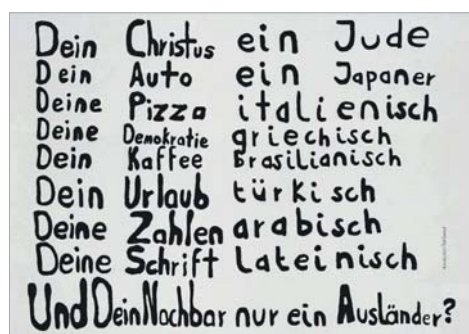 Dein Christus ein Jude
Dein Auto ein Japaner
Deine Pizza italienisch
Deine Demokratie griechisch
Dein Kaffee Brasilianisch
Dein Urlaub türkisch
Deine Zahlen arabisch
Deine Schrift Lateinisch
Und Dein Nachbar nur ein Ausländer?